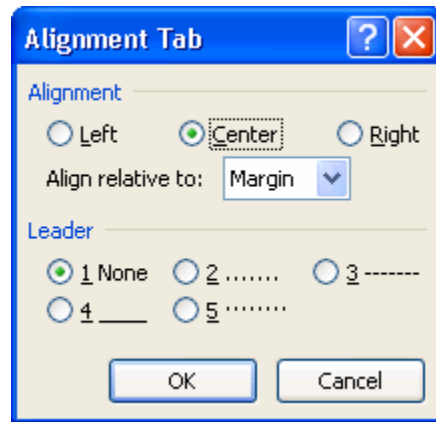 Alignment Tab ?
Alignment
Left Center Right
Align relative to: Margin
Leader
1 None 2 ....... 3 -------
4 ____ 5 ········
OK Cancel